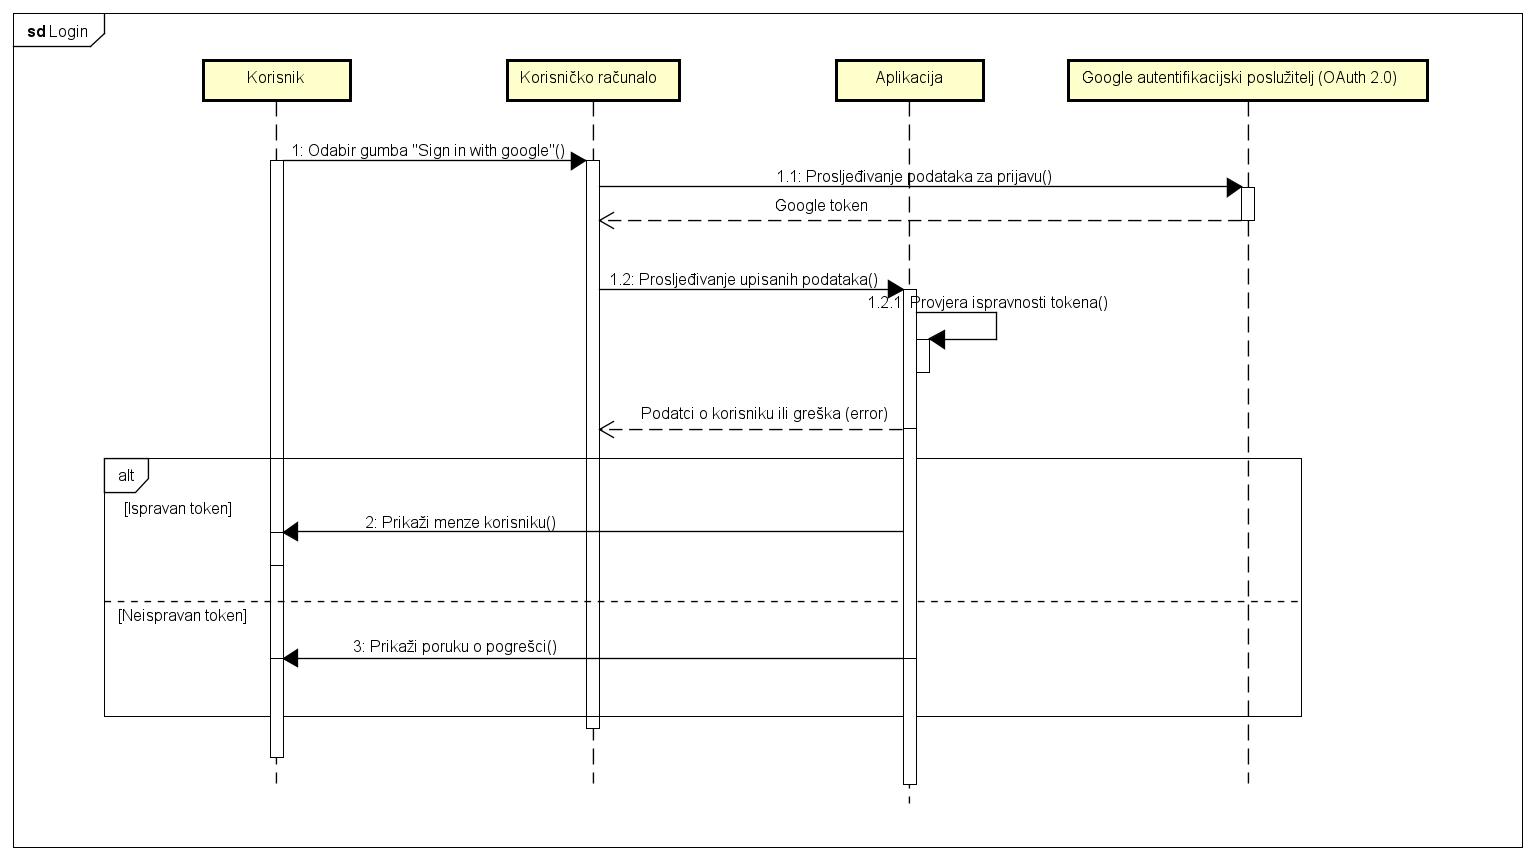 sd Login
Korisnik
Korisničko računalo
Aplikacija
Google autentifikacijski poslužitelj (OAuth 2.0)
1: Odabir gumba "Sign in with google"()
1.1: Prosljeđivanje podataka za prijavu()
Google token
1.2: Prosljeđivanje upisanih podataka()
1.2.1: Provjera ispravnosti tokena()
Podatci o korisniku ili greška (error)
alt
[Ispravan token]
2: Prikaži menze korisniku()
[Neispravan token]
3: Prikaži poruku o pogrešci()